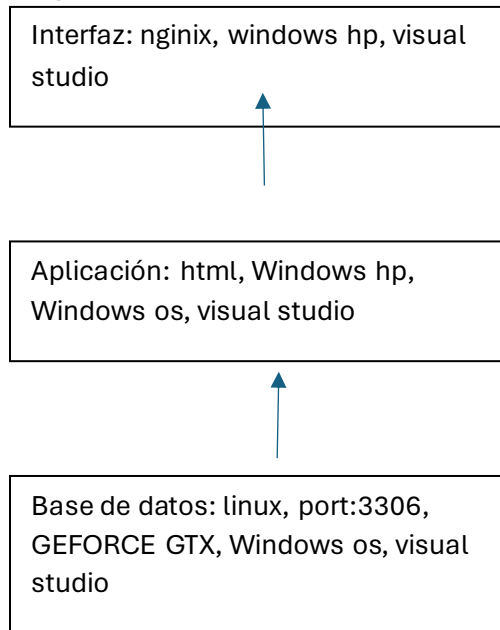 Interfaz: nginix, windows hp, visual
studio
Aplicación: html, Windows hp,
Windows os, visual studio
Base de datos: linux, port:3306,
GEFORCE GTX, Windows os, visual
studio